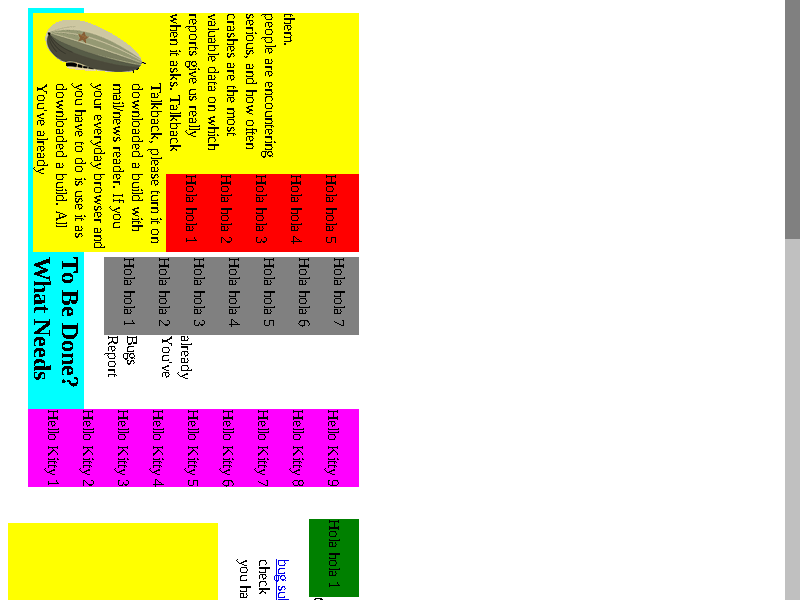 You've already
downloaded a build. All
you have to do is use it as
your everyday browser and
mail/news reader. If you
downloaded a build with
Talkback, please turn it on
when it asks. Talkback
reports give us really
valuable data on which
crashes are the most
serious, and how often
people are encountering
them.
Hola hola 1
Hola hola 2
Hola hola 3
Hola hola 4
Hola hola 5
What Needs
To Be Done?
Hola hola 1
Hola hola 2
Hola hola 3
Hola hola 4
Hola hola 5
Hola hola 6
Hola hola 7
Report
Bugs
You've
already
Hello Kitty 1
Hello Kitty 2
Hello Kitty 3
Hello Kitty 4
Hello Kitty 5
Hello Kitty 6
Hello Kitty 7
Hello Kitty 8
Hello Kitty 9
Hola hola 1
you
check
bug